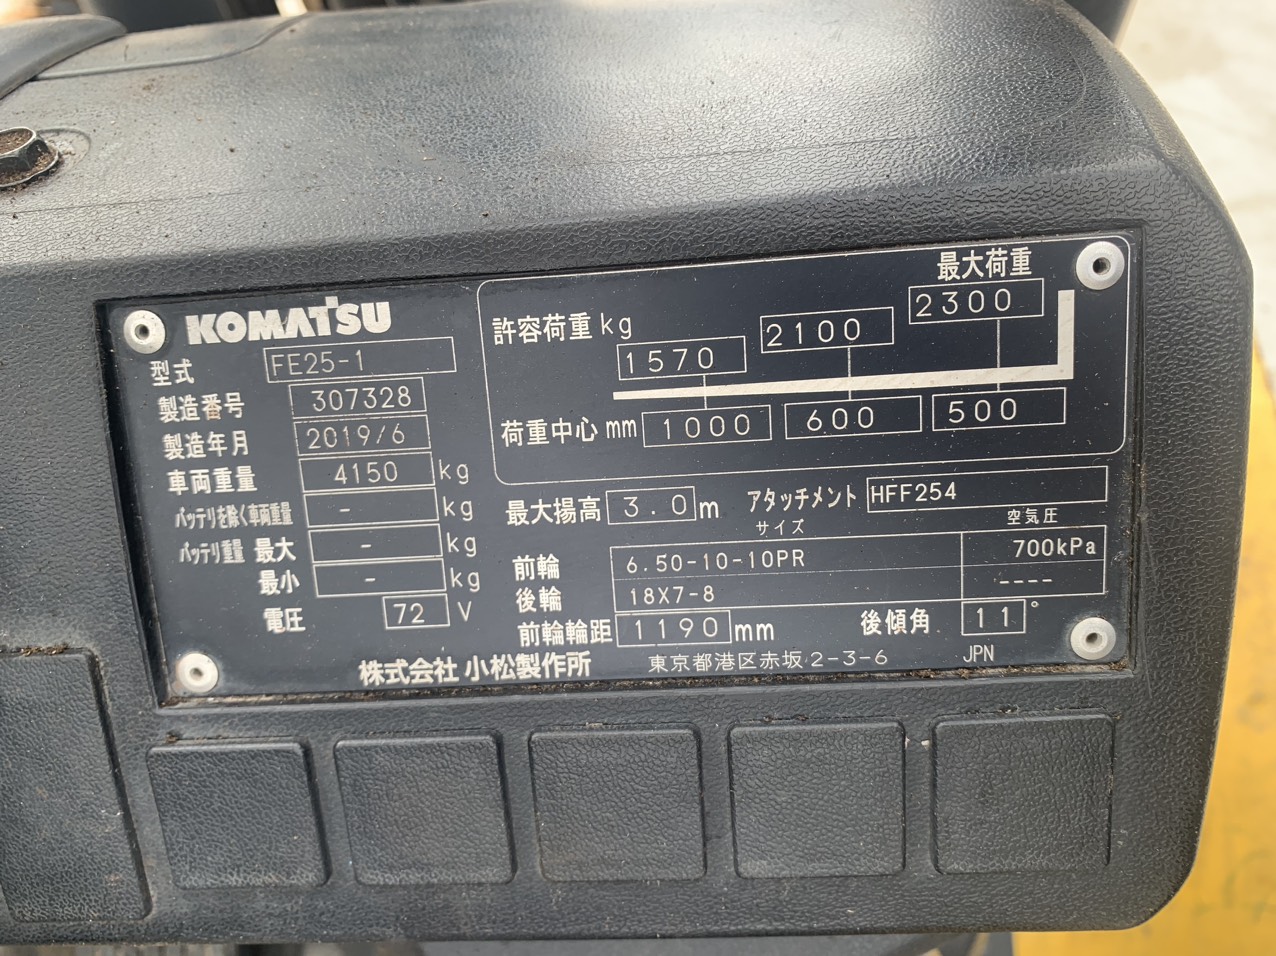 KOMATSU
型式 FE25-1
製造番号 307328
製造年月 2019/6
車両重量 4150 kg
バッテリを除く車両重量 - kg
バッテリ重量 最大 - kg
最小 - kg
電圧 72 V
最大荷重
許容荷重 kg 1570 2100 2300
荷重中心 mm 1000 600 500
最大揚高 3.0 m アタッチメント HFF254
サイズ 空気圧
前輪 6.50-10-10PR 700kPa
後輪 18X7-8 ----
前輪輪距 1190 mm 後傾角 11°
株式会社 小松製作所 東京都港区赤坂2-3-6 JPN